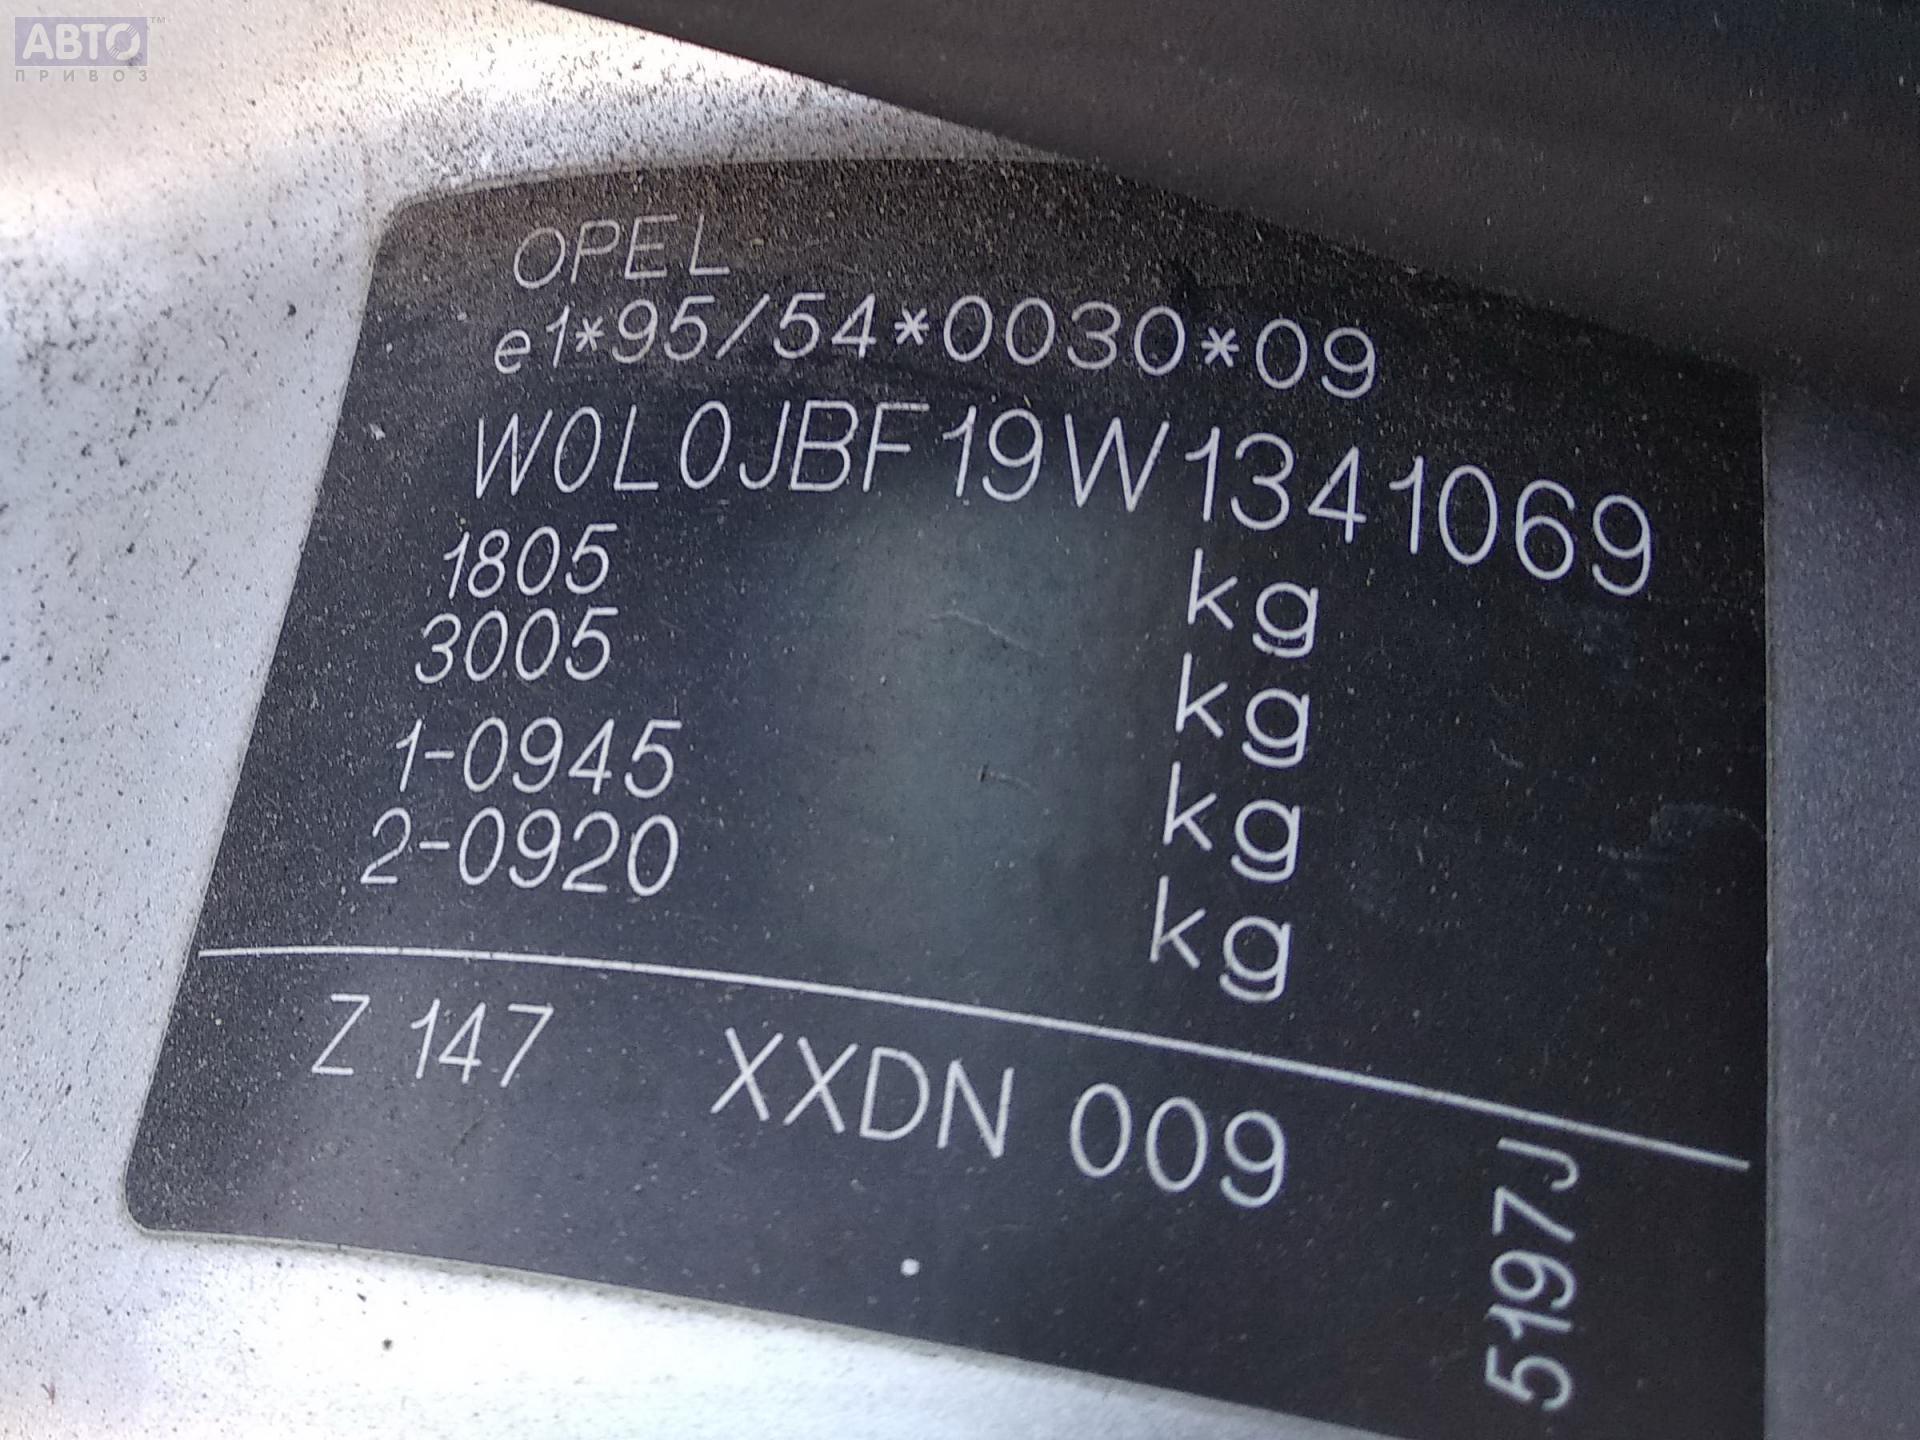 АВТО™
ПРИВОЗ
OPEL
e1*95/54*0030*09
W0L0JBF19W1341069
1805 kg
3005 kg
1-0945 kg
2-0920 kg
Z 147 XXDN 009
5197J